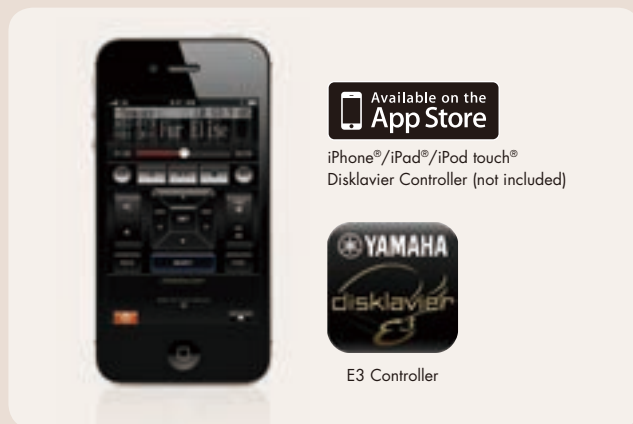 Für Elise
Available on the
App Store
iPhone®/iPad®/iPod touch®
Disklavier Controller (not included)
YAMAHA
disklavier
E3
E3 Controller